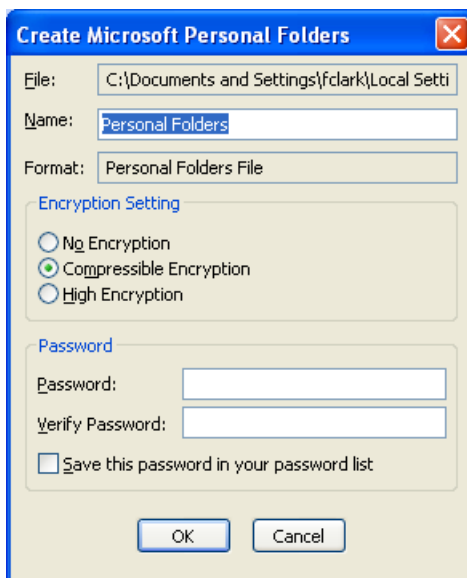 Create Microsoft Personal Folders
File: C:\Documents and Settings\fclark\Local Setti
Name: Personal Folders
Format: Personal Folders File
Encryption Setting
No Encryption
Compressible Encryption
High Encryption
Password
Password:
Verify Password:
Save this password in your password list
OK Cancel